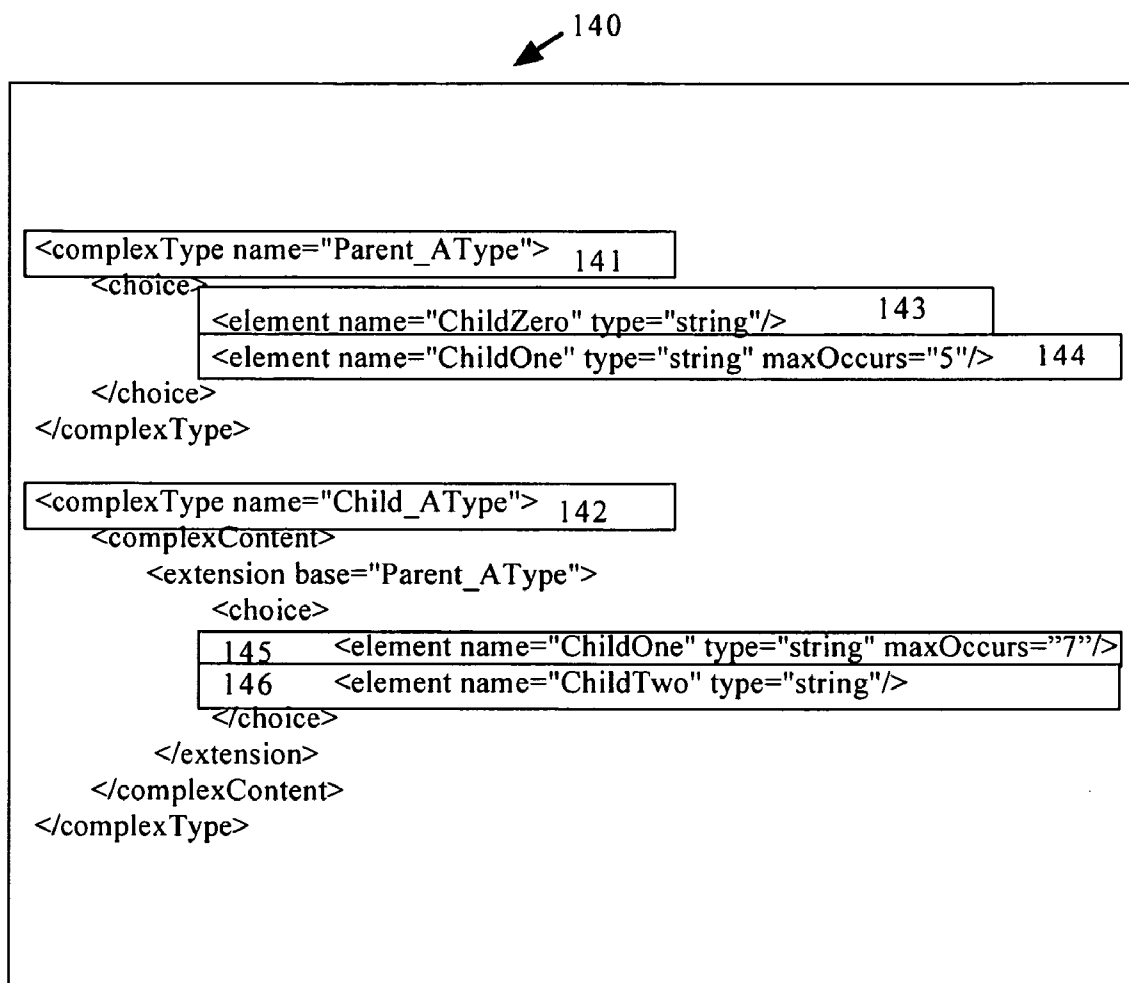 140
<complexType name="Parent_AType"> 141
<choice>
<element name="ChildZero" type="string"/> 143
<element name="ChildOne" type="string" maxOccurs="5"/> 144
</choice>
</complexType>
<complexType name="Child_AType"> 142
<complexContent>
<extension base="Parent_AType">
<choice>
145 <element name="ChildOne" type="string" maxOccurs=”7”/>
146 <element name="ChildTwo" type="string"/>
</choice>
</extension>
</complexContent>
</complexType>